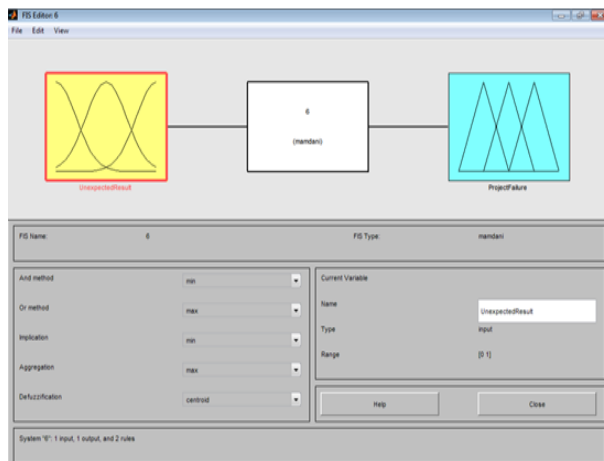 FIS Editor: 6
File Edit View
6
(mamdani)
UnexpectedResult
ProjectFailure
FIS Name: 6 FIS Type: mamdani
And method min
Or method max
Implication min
Aggregation max
Defuzzification centroid
Current Variable
Name UnexpectedResult
Type input
Range [0 1]
Help Close
System "6": 1 input, 1 output, and 2 rules